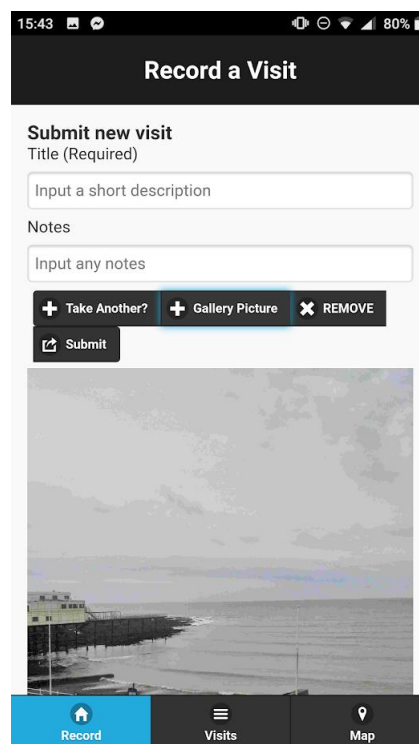 15:43 80%
Record a Visit
Submit new visit
Title (Required)
Input a short description
Notes
Input any notes
Take Another? Gallery Picture REMOVE
Submit
Record Visits Map